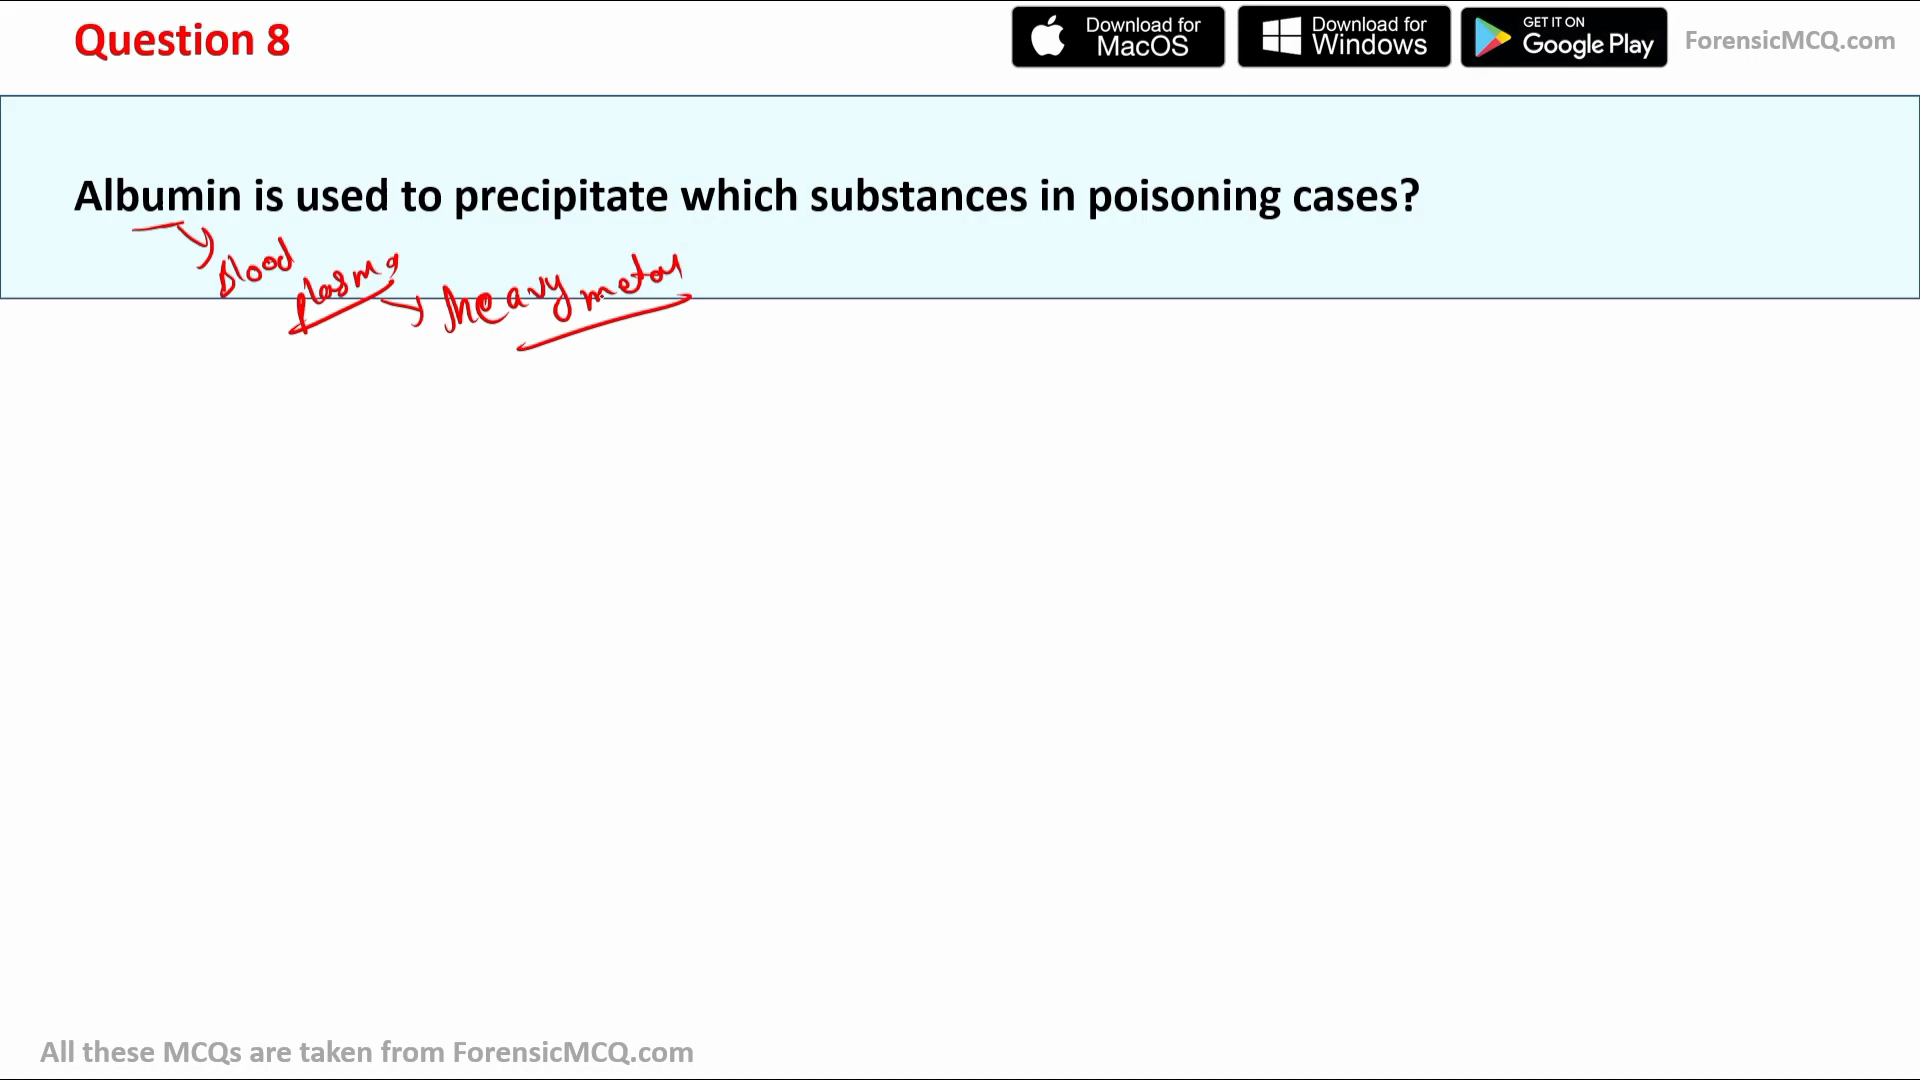 Question 8
Download for
MacOS
Download for
Windows
GET IT ON
Google Play
ForensicMCQ.com
Albumin is used to precipitate which substances in poisoning cases?
Blood
plasma
heavy metal
All these MCQs are taken from ForensicMCQ.com